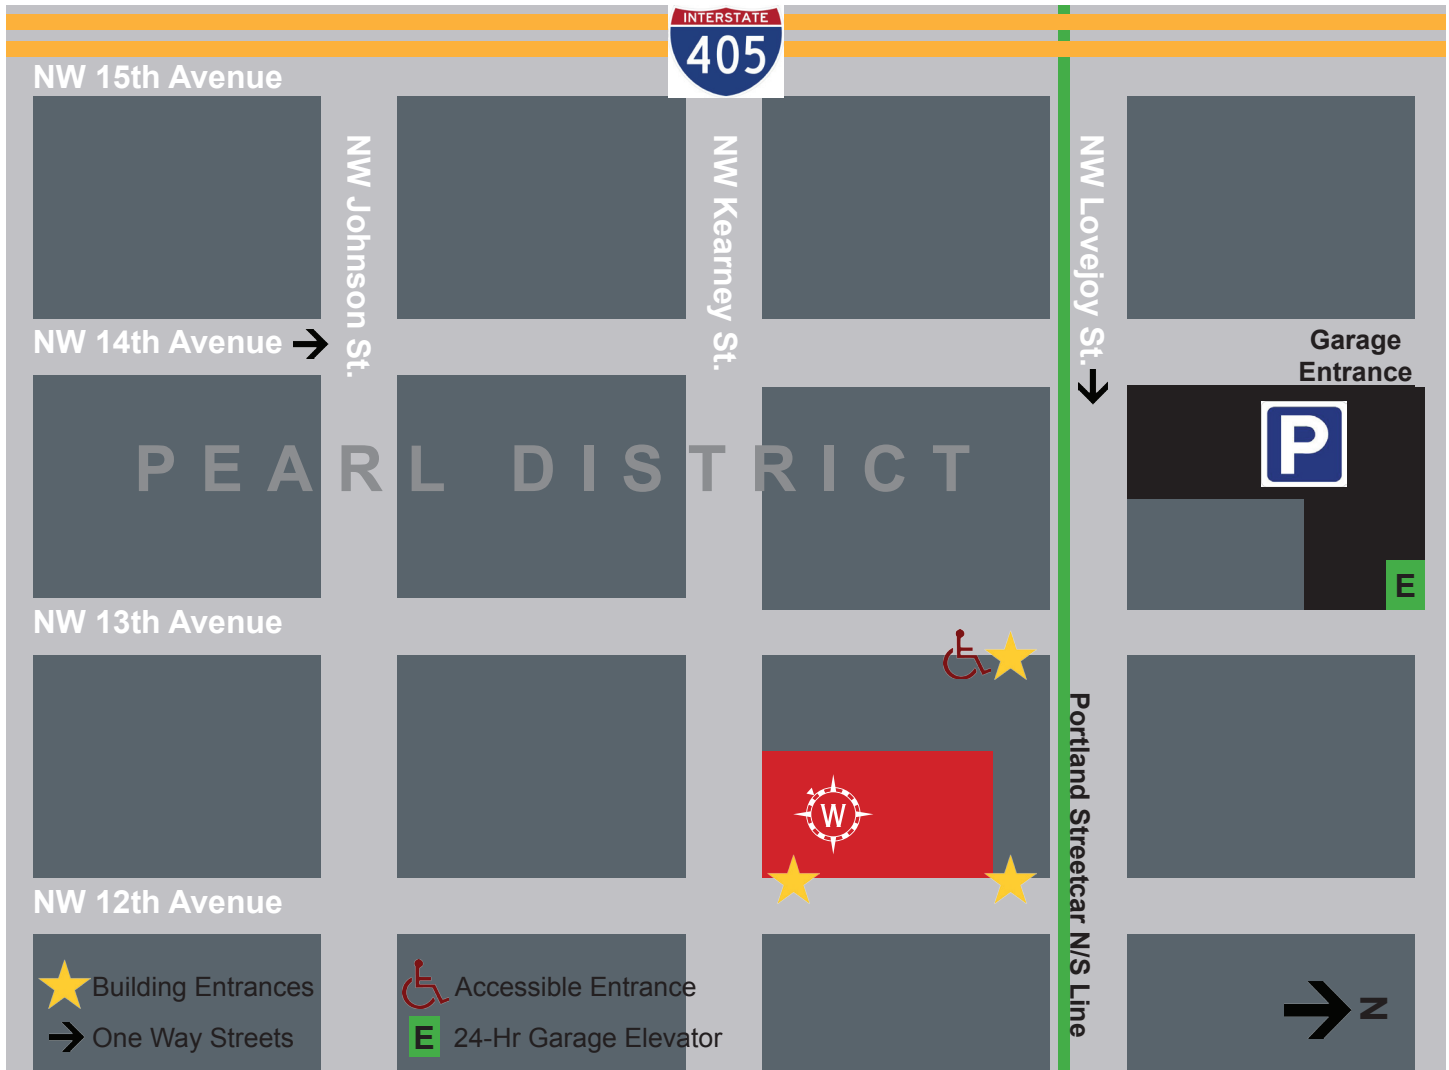 INTERSTATE
405
NW 15th Avenue
NW Johnson St.
NW Kearney St.
NW Lovejoy St.
NW 14th Avenue
Garage
Entrance
P
PEARL DISTRICT
E
NW 13th Avenue
Portland Streetcar N/S Line
W
NW 12th Avenue
Building Entrances
Accessible Entrance
One Way Streets
E 24-Hr Garage Elevator
N